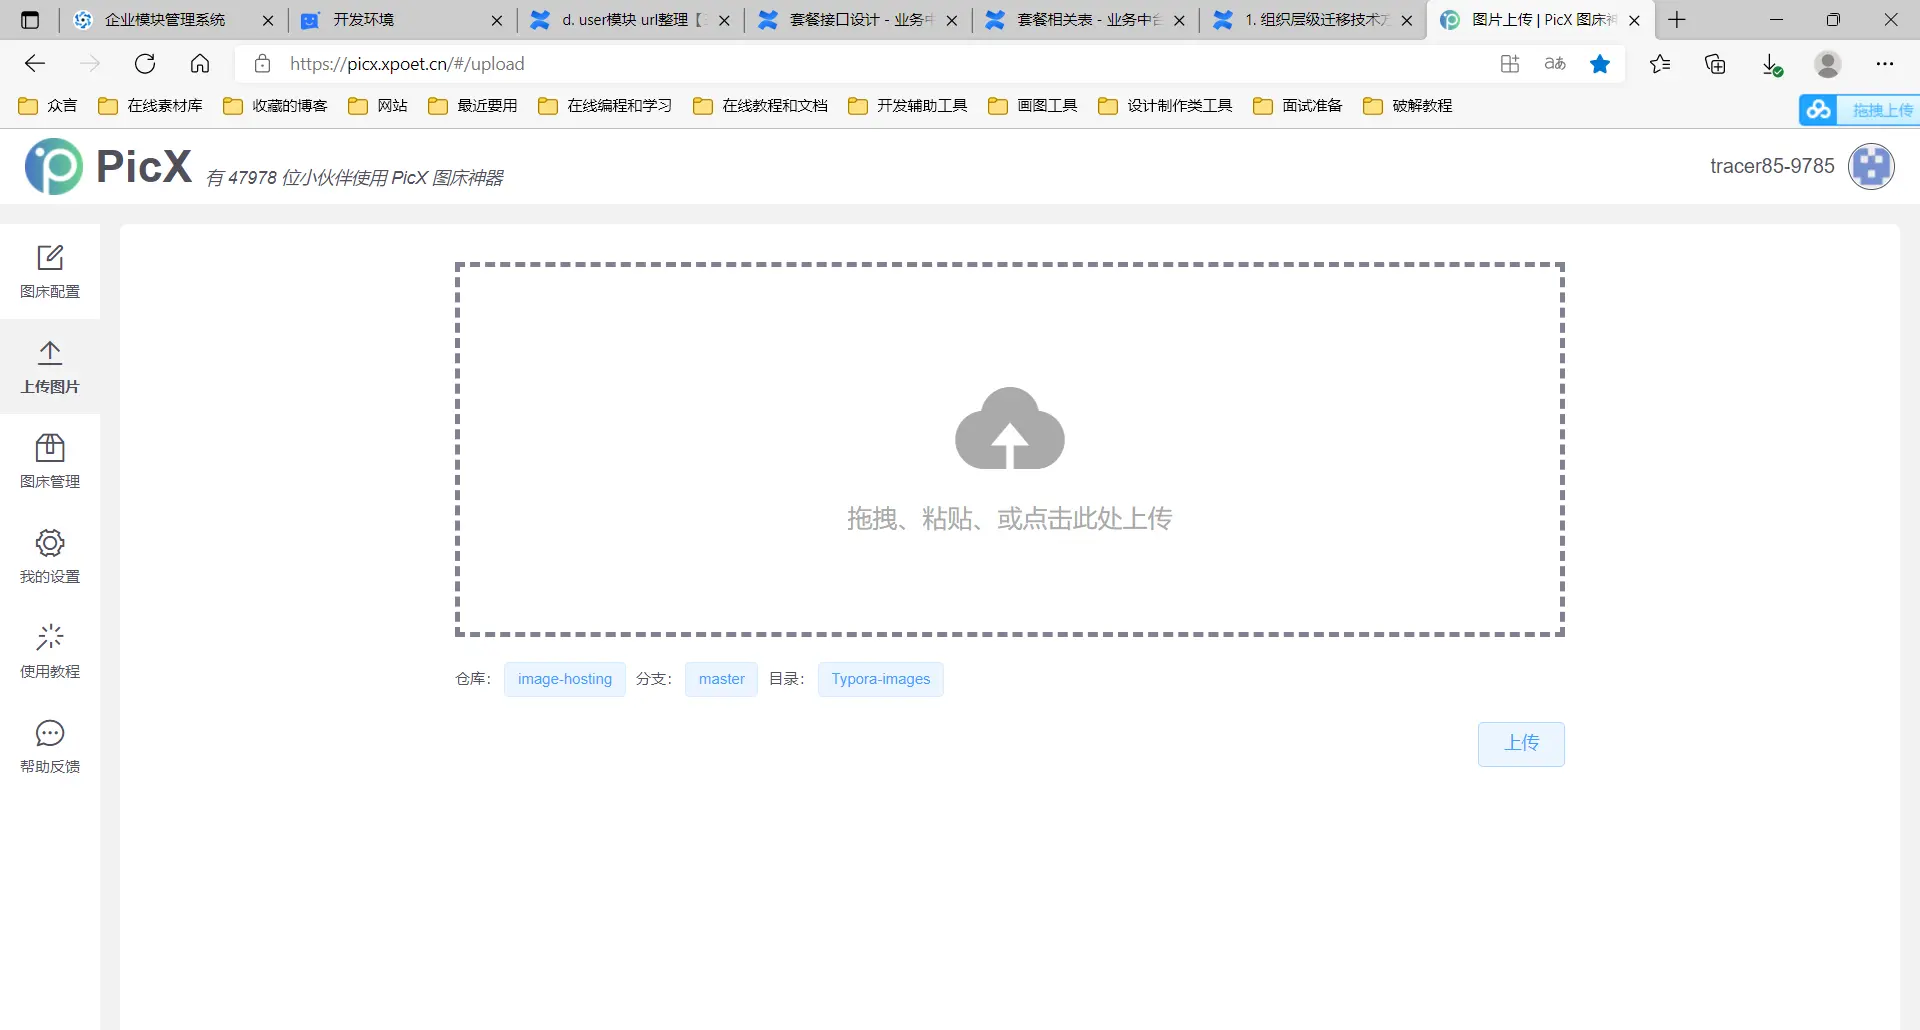 企业模块管理系统
开发环境
d. user模块 url整理【
套餐接口设计 - 业务中
套餐相关表 - 业务中台
1. 组织层级迁移技术方
图片上传 | PicX 图床神
https://picx.xpoet.cn/#/upload
众言
在线素材库
收藏的博客
网站
最近要用
在线编程和学习
在线教程和文档
开发辅助工具
画图工具
设计制作类工具
面试准备
破解教程
拖拽上传
PicX
有 47978 位小伙伴使用 PicX 图床神器
tracer85-9785
图床配置
上传图片
图床管理
我的设置
使用教程
帮助反馈
拖拽、粘贴、或点击此处上传
仓库： image-hosting 分支： master 目录： Typora-images
上传